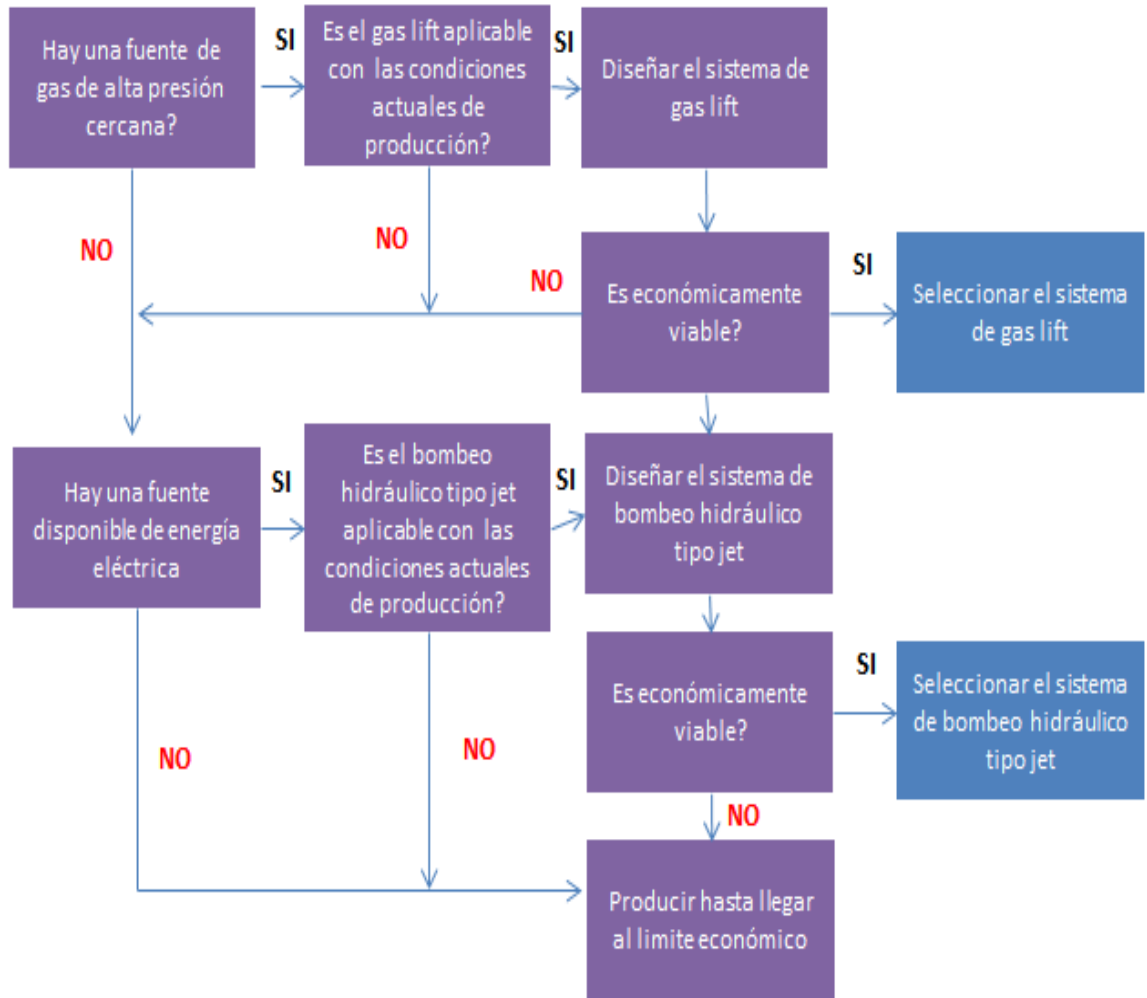 Hay una fuente de
gas de alta presión
cercana?
SI
Es el gas lift aplicable
con las condiciones
actuales de
producción?
SI
Diseñar el sistema de
gas lift
NO
NO
NO
Es económicamente
viable?
SI
Seleccionar el sistema
de gas lift
Hay una fuente
disponible de energía
eléctrica
SI
Es el bombeo
hidráulico tipo jet
aplicable con las
condiciones actuales
de producción?
SI
Diseñar el sistema de
bombeo hidráulico
tipo jet
NO
NO
Es económicamente
viable?
SI
Seleccionar el sistema
de bombeo hidráulico
tipo jet
NO
Producir hasta llegar
al limite económico